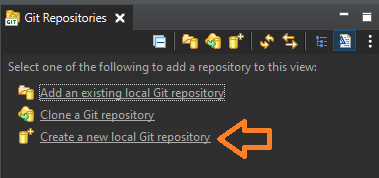 GIT
Git Repositories
Select one of the following to add a repository to this view:
Add an existing local Git repository
Clone a Git repository
Create a new local Git repository